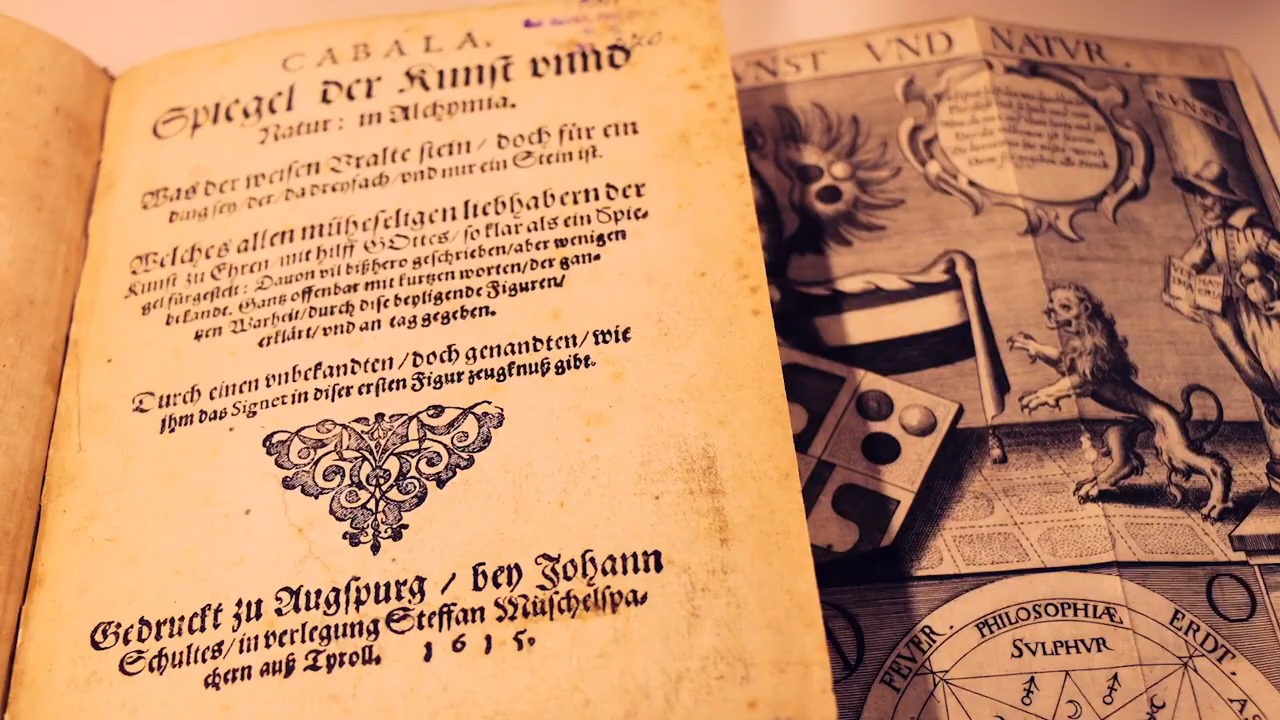 CABALA.
Spiegel der Kunst vnnd
Natur: in Alchymia.
Was der weisen Vralte stein / doch für ein
ding sey / der / da dreyfach / vnd nur ein Stein ist.
Welches allen müheseligen liebhabern der
Kunst zu Ehren / mit hilff GOttes / so klar als ein Spie-
gel fürgestelt: Dauon vil bißhero geschrieben / aber wenigen
bekandt. Gantz offenbar mit kurtzen worten / der gan-
tzen Warheit / durch dise beyligende Figuren /
erklärt / vnd an tag gegeben.
Durch einen vnbekandten / doch genandten / wie
ihm das Signet in diser ersten Figur zeugknuß gibt.
Gedruckt zu Augspurg / bey Johann
Schultes / in verlegung Steffan Müschelspa-
chern auß Tyroll. 1615.
VNST VND NATVR.
KVNST
PHILOSOPHIÆ
FEVER. ERDT.
SVLPHVR